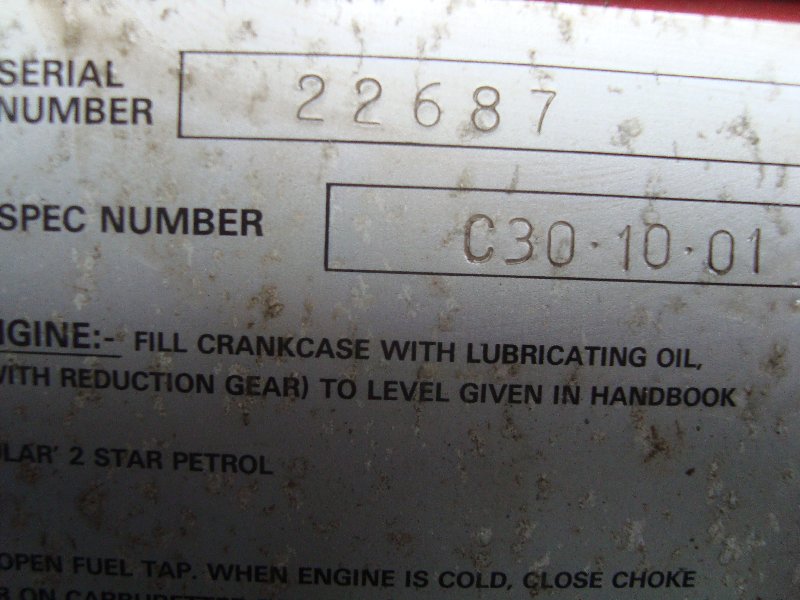 SERIAL
NUMBER 22687
SPEC NUMBER C30·10·01
GINE:- FILL CRANKCASE WITH LUBRICATING OIL,
WITH REDUCTION GEAR) TO LEVEL GIVEN IN HANDBOOK
LAR' 2 STAR PETROL
OPEN FUEL TAP. WHEN ENGINE IS COLD, CLOSE CHOKE
ON